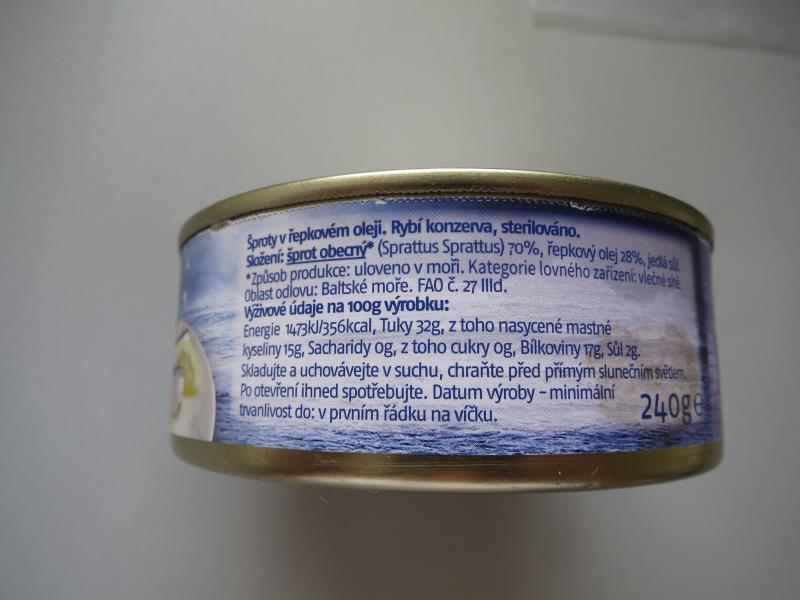 Šproty v řepkovém oleji. Rybí konzerva, sterilováno.
Složení: šprot obecný* (Sprattus Sprattus) 70%, řepkový olej 28%, jedlá sůl.
*Způsob produkce: uloveno v moři. Kategorie lovného zařízení: vlečné sítě.
Oblast odlovu: Baltské moře. FAO č. 27 IIId.
Výživové údaje na 100g výrobku:
Energie 1473kJ/356kcal, Tuky 32g, z toho nasycené mastné
kyseliny 15g, Sacharidy 0g, z toho cukry 0g, Bílkoviny 17g, Sůl 2g.
Skladujte a uchovávejte v suchu, chraňte před přímým slunečním světlem.
Po otevření ihned spotřebujte. Datum výroby – minimální
trvanlivost do: v prvním řádku na víčku.
240g e